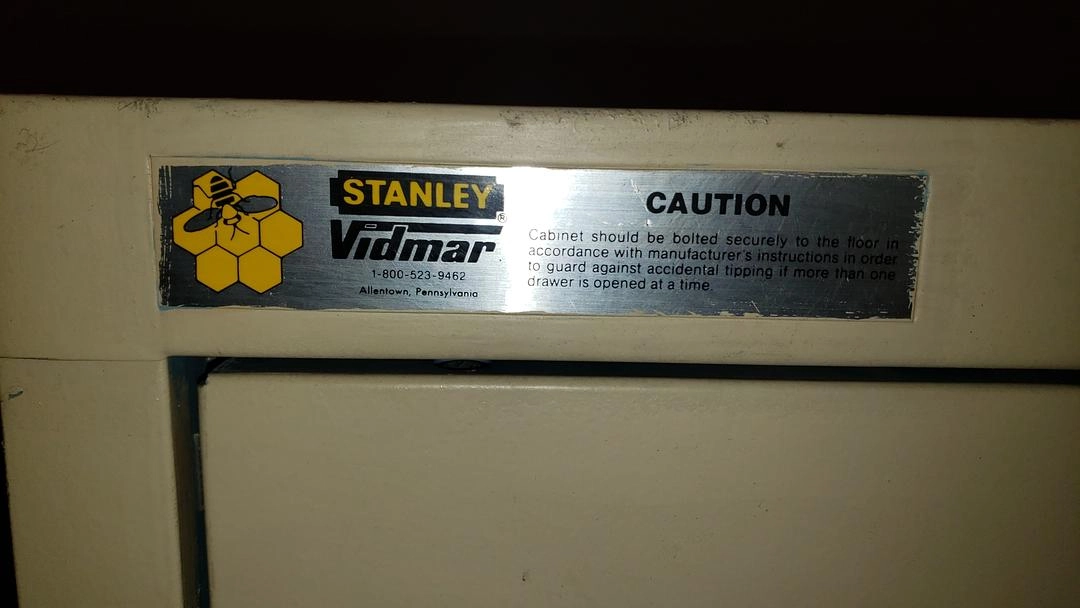 STANLEY
®
Vidmar
1-800-523-9462
Allentown, Pennsylvania
CAUTION
Cabinet should be bolted securely to the floor in
accordance with manufacturer's instructions in order
to guard against accidental tipping if more than one
drawer is opened at a time.